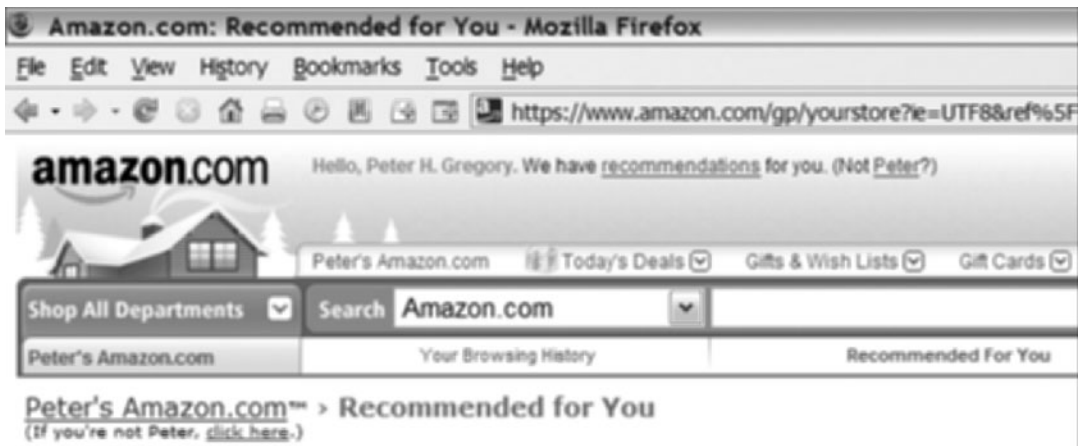 Amazon.com: Recommended for You - Mozilla Firefox
File Edit View History Bookmarks Tools Help
https://www.amazon.com/gp/yourstore?ie=UTF8&ref%5F
amazon.com Hello, Peter H. Gregory. We have recommendations for you. (Not Peter?)
Peter's Amazon.com Today's Deals Gifts & Wish Lists Gift Cards
Shop All Departments Search Amazon.com
Peter's Amazon.com Your Browsing History Recommended For You
Peter's Amazon.com™ > Recommended for You
(If you're not Peter, click here.)